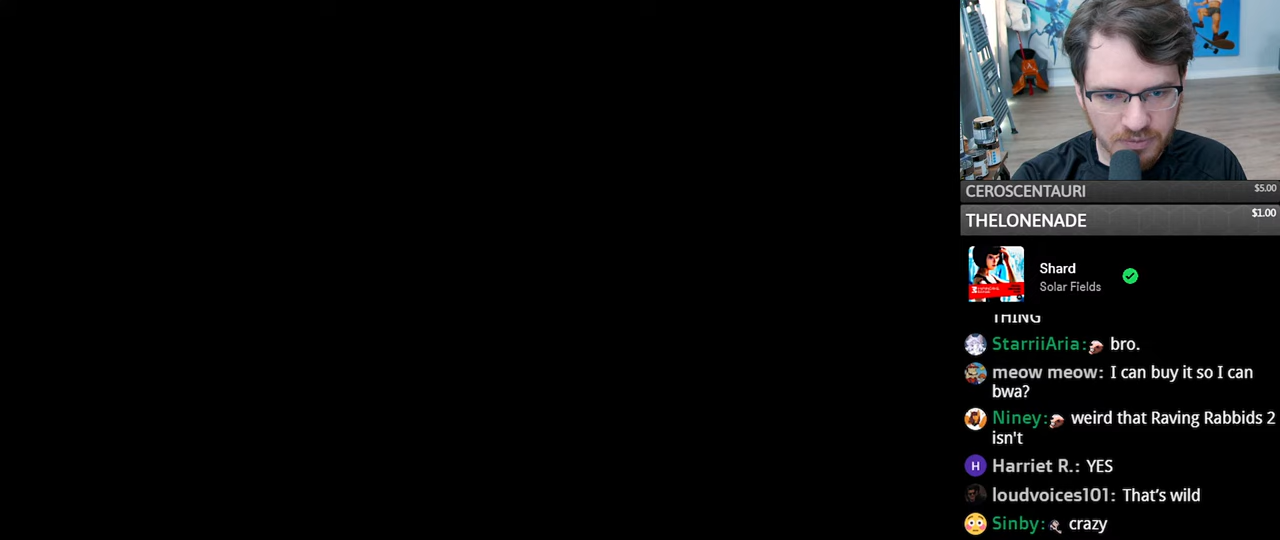 CEROSCENTAURI $5.00
THELONENADE $1.00
Shard
Solar Fields
THING
StarriiAria: bro.
meow meow: I can buy it so I can
bwa?
Niney: weird that Raving Rabbids 2
isn't
H Harriet R.: YES
loudvoices101: That's wild
Sinby: crazy